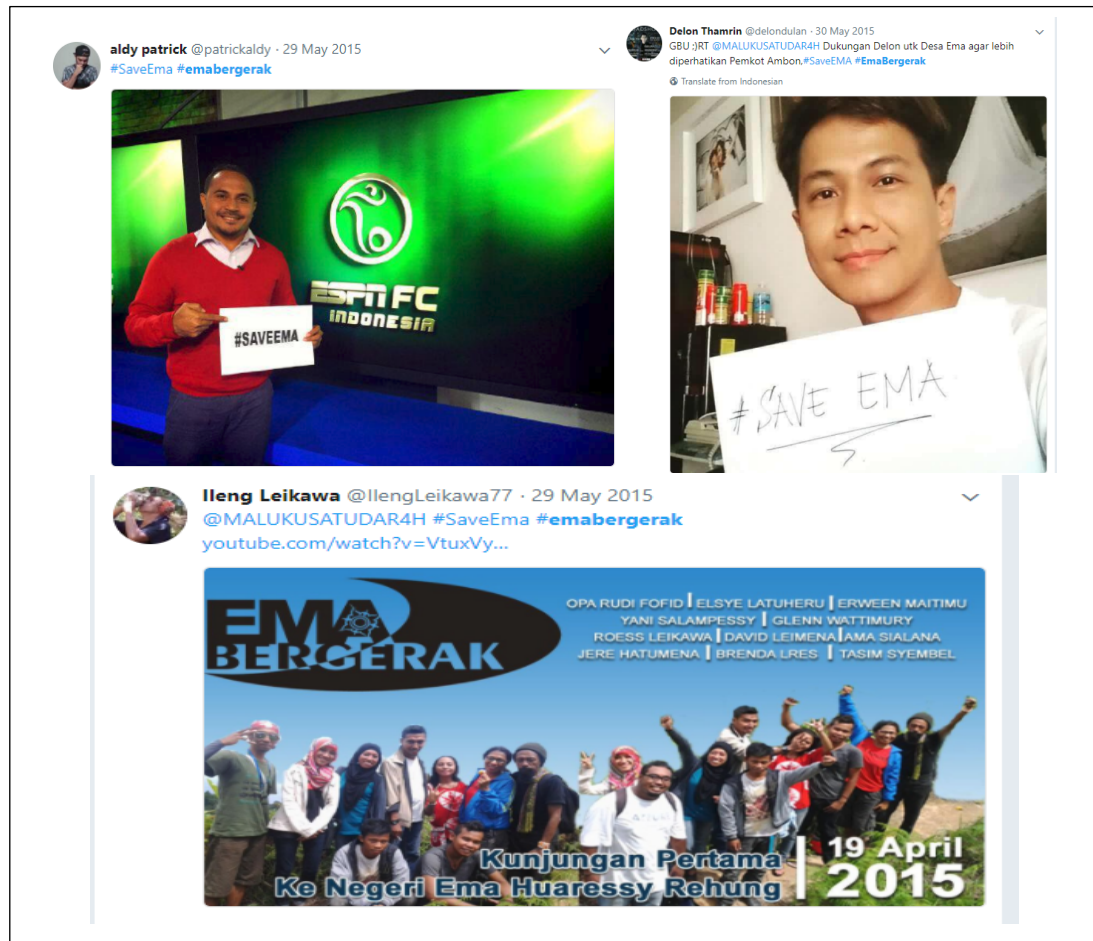 aldy patrick @patrickaldy · 29 May 2015
#SaveEma #emabergerak
ESPN FC
INDONESIA
#SAVEEMA
Delon Thamrin @delondulan · 30 May 2015
GBU :)RT @MALUKUSATUDAR4H Dukungan Delon utk Desa Ema agar lebih
diperhatikan Pemkot Ambon,#SaveEMA #EmaBergerak
Translate from Indonesian
#SAVE EMA
Ileng Leikawa @IlengLeikawa77 · 29 May 2015
@MALUKUSATUDAR4H #SaveEma #emabergerak
youtube.com/watch?v=VtuxVy...
EMA
BERGERAK
OPA RUDI FOFID | ELSYE LATUHERU | ERWEEN MAITIMU
YANI SALAMPESSY | GLENN WATTIMURY
ROESS LEIKAWA | DAVID LEIMENA | AMA SIALANA
JERE HATUMENA | BRENDA LRES | TASIM SYEMBEL
Kunjungan Pertama
Ke Negeri Ema Huaressy Rehung
19 April
2015